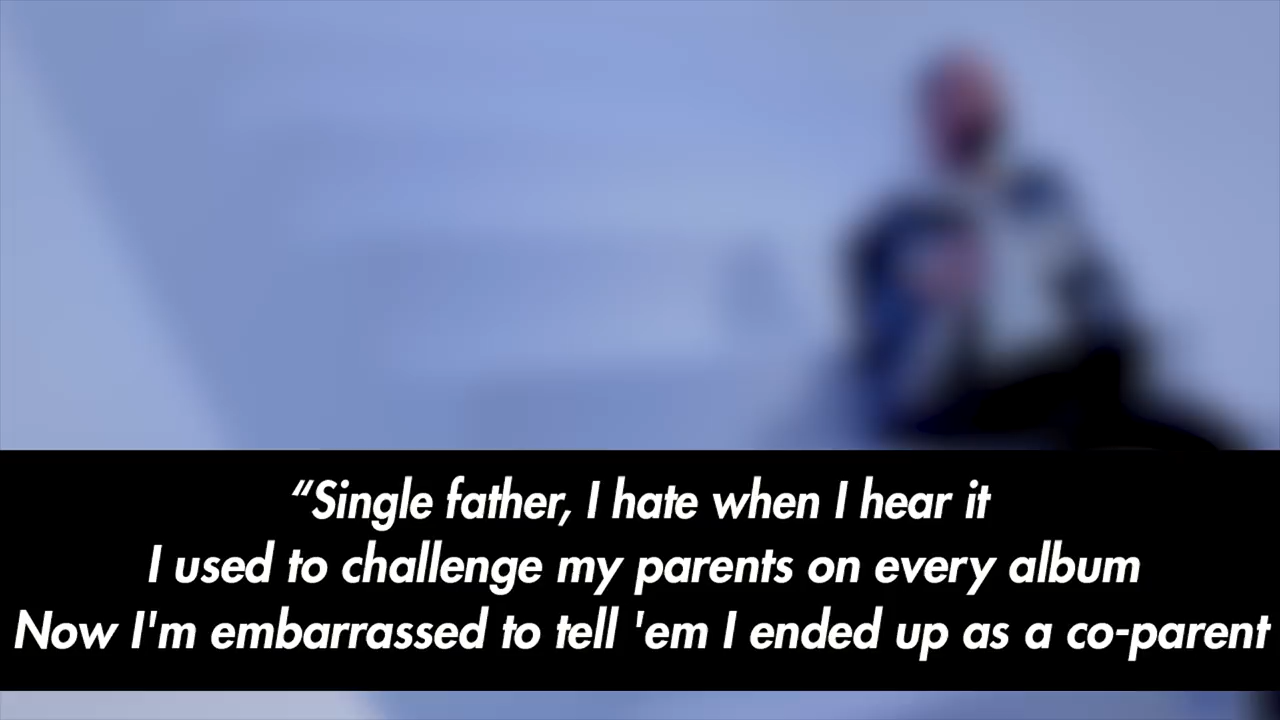 “Single father, I hate when I hear it
I used to challenge my parents on every album
Now I'm embarrassed to tell 'em I ended up as a co-parent